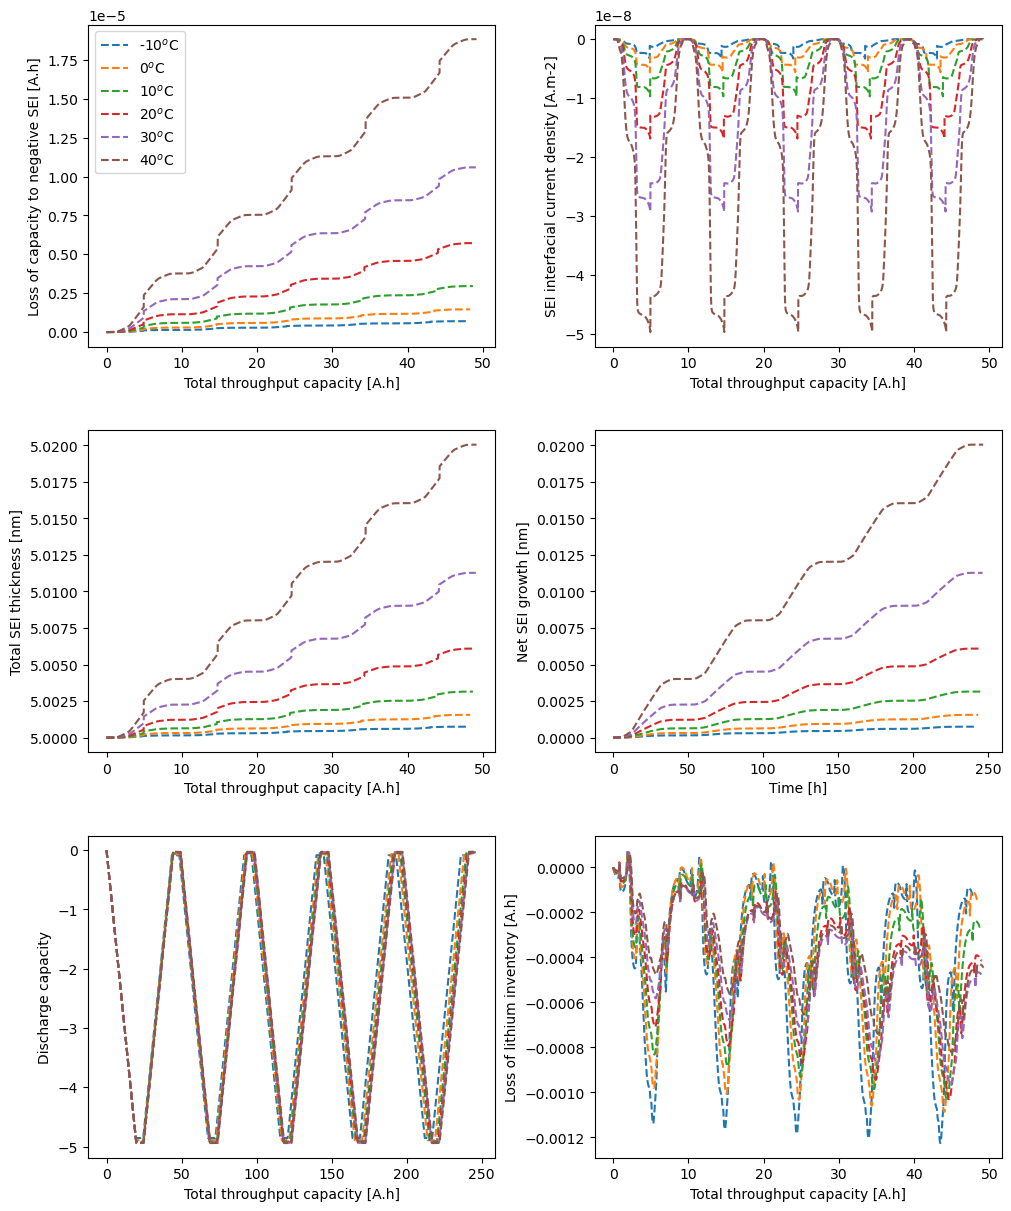 1e−5
1.75
1.50
1.25
1.00
0.75
0.50
0.25
0.00
Loss of capacity to negative SEI [A.h]
-10°C
0°C
10°C
20°C
30°C
40°C
0 10 20 30 40 50
Total throughput capacity [A.h]
1e−8
0
−1
−2
−3
−4
−5
SEI interfacial current density [A.m-2]
0 10 20 30 40 50
Total throughput capacity [A.h]
5.0200
5.0175
5.0150
5.0125
5.0100
5.0075
5.0050
5.0025
5.0000
Total SEI thickness [nm]
0 10 20 30 40 50
Total throughput capacity [A.h]
0.0200
0.0175
0.0150
0.0125
0.0100
0.0075
0.0050
0.0025
0.0000
Net SEI growth [nm]
0 50 100 150 200 250
Time [h]
0
−1
−2
−3
−4
−5
Discharge capacity
0 50 100 150 200 250
Total throughput capacity [A.h]
0.0000
−0.0002
−0.0004
−0.0006
−0.0008
−0.0010
−0.0012
Loss of lithium inventory [A.h]
0 10 20 30 40 50
Total throughput capacity [A.h]